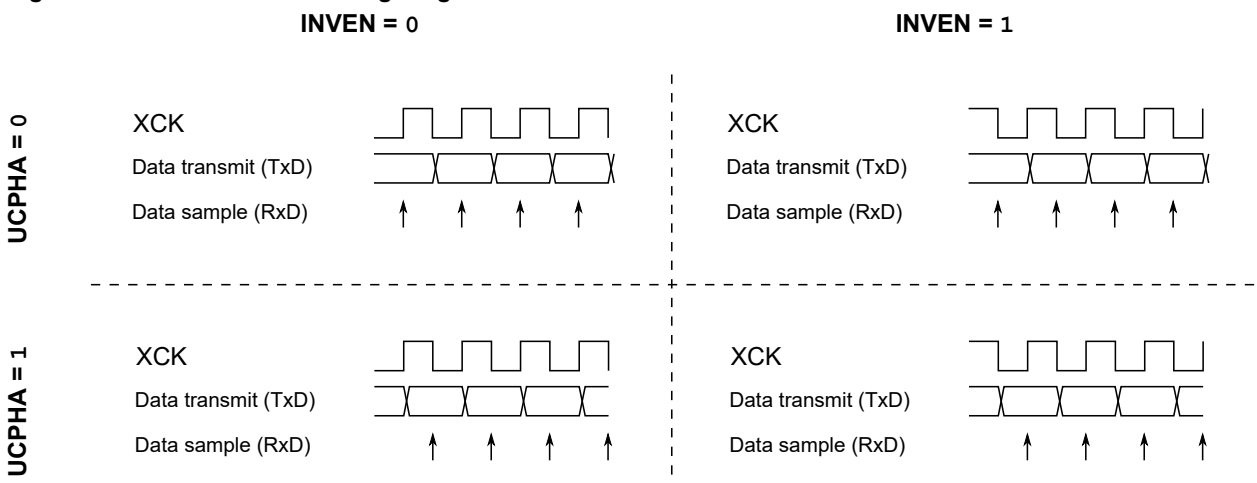 INVEN = 0
INVEN = 1
UCPHA = 0
XCK
Data transmit (TxD)
Data sample (RxD)
XCK
Data transmit (TxD)
Data sample (RxD)
UCPHA = 1
XCK
Data transmit (TxD)
Data sample (RxD)
XCK
Data transmit (TxD)
Data sample (RxD)